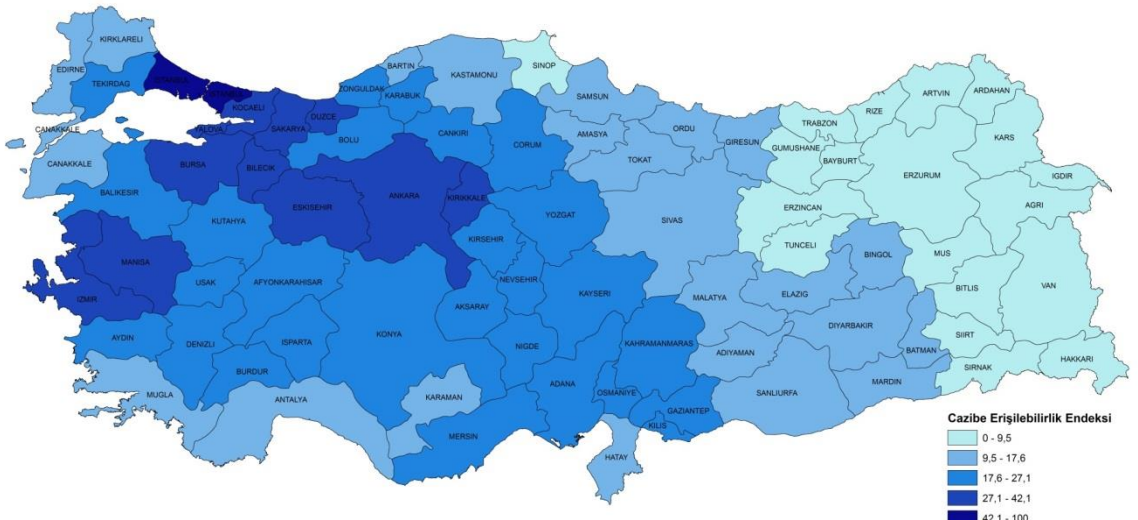 KIRKLARELI
EDIRNE
TEKIRDAG
ISTANBUL
ISTANBUL
KOCAELI
YALOVA
SAKARYA
DUZCE
ZONGULDAK
BARTIN
KARABUK
KASTAMONU
SINOP
SAMSUN
ORDU
GIRESUN
TRABZON
RIZE
ARTVIN
ARDAHAN
KARS
IGDIR
AGRI
CANAKKALE
CANAKKALE
BALIKESIR
BURSA
BILECIK
BOLU
CANKIRI
CORUM
AMASYA
TOKAT
GUMUSHANE
BAYBURT
ERZURUM
ERZINCAN
ESKISEHIR
ANKARA
KIRIKKALE
YOZGAT
SIVAS
TUNCELI
BINGOL
MUS
BITLIS
VAN
KUTAHYA
MANISA
IZMIR
USAK
AFYONKARAHISAR
KIRSEHIR
NEVSEHIR
KAYSERI
MALATYA
ELAZIG
DIYARBAKIR
BATMAN
SIIRT
SIRNAK
HAKKARI
AYDIN
DENIZLI
ISPARTA
BURDUR
KONYA
AKSARAY
NIGDE
KAHRAMANMARAS
ADIYAMAN
SANLIURFA
MARDIN
MUGLA
ANTALYA
KARAMAN
MERSIN
ADANA
OSMANIYE
GAZIANTEP
KILIS
HATAY
Cazibe Erişilebilirlik Endeksi
0 - 9,5
9,5 - 17,6
17,6 - 27,1
27,1 - 42,1
42,1 - 100